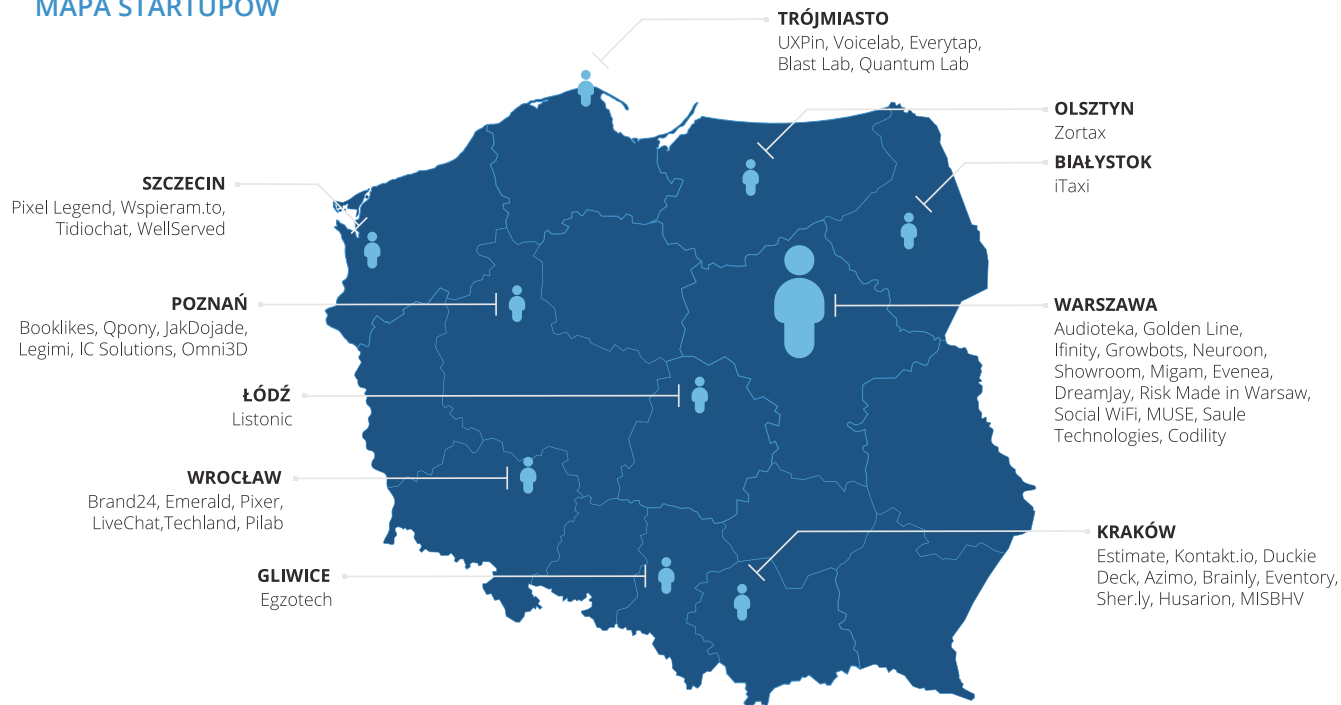 MAPA STARTUPÓW
TRÓJMIASTO
UXPin, Voicelab, Everytap,
Blast Lab, Quantum Lab
OLSZTYN
Zortax
BIAŁYSTOK
iTaxi
SZCZECIN
Pixel Legend, Wspieram.to,
Tidiochat, WellServed
POZNAŃ
Booklikes, Qpony, JakDojade,
Legimi, IC Solutions, Omni3D
WARSZAWA
Audioteka, Golden Line,
Ifinity, Growbots, Neuroon,
Showroom, Migam, Evenea,
DreamJay, Risk Made in Warsaw,
Social WiFi, MUSE, Saule
Technologies, Codility
ŁÓDŹ
Listonic
WROCŁAW
Brand24, Emerald, Pixer,
LiveChat,Techland, Pilab
KRAKÓW
Estimate, Kontakt.io, Duckie
Deck, Azimo, Brainly, Eventory,
Sher.ly, Husarion, MISBHV
GLIWICE
Egzotech